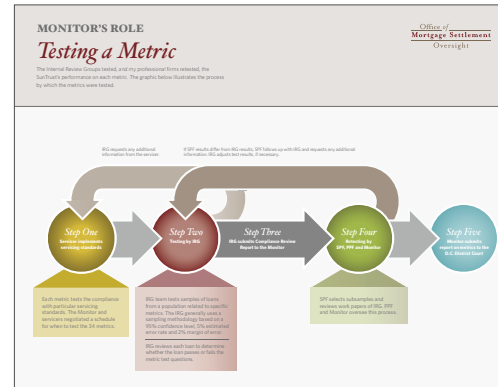 MONITOR'S ROLE
Testing a Metric
The Internal Review Groups tested, and my professional firms retested, the
SunTrust's performance on each metric. The graphic below illustrates the process
by which the metrics were tested.
Office of
Mortgage Settlement
Oversight
IRG requests any additional
information from the servicer.
If SPF results differ from IRG results, SPF follows up with IRG and requests any additional
information. IRG adjusts test results, if necessary.
Step One
Servicer implements
servicing standards
Step Two
Testing by IRG
Step Three
IRG submits Compliance Review
Report to the Monitor
Step Four
Retesting by
SPF, PPF and Monitor
Step Five
Monitor submits
report on metrics to the
D.C. District Court
Each metric tests the compliance
with particular servicing
standards. The Monitor and
servicers negotiated a schedule
for when to test the 34 metrics.
IRG team tests samples of loans
from a population related to specific
metrics. The IRG generally uses a
sampling methodology based on a
95% confidence level, 5% estimated
error rate and 2% margin of error.
IRG reviews each loan to determine
whether the loan passes or fails the
metric test questions.
SPF selects subsamples and
reviews work papers of IRG. PPF
and Monitor oversee this process.